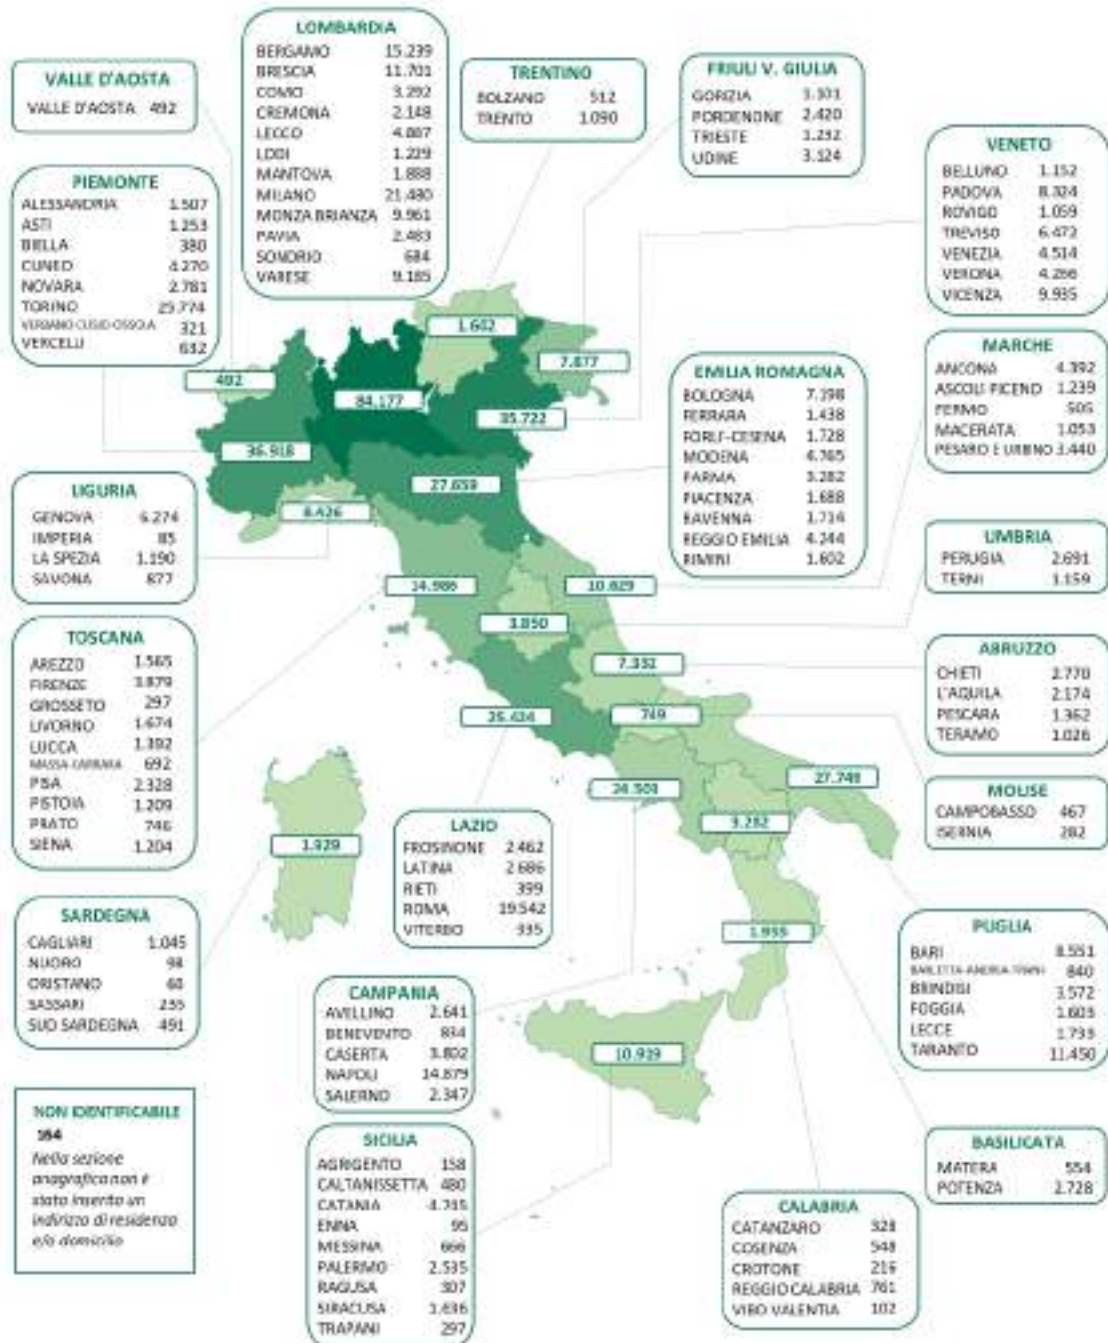 VALLE D'AOSTA
VALLE D'AOSTA 492
LOMBARDIA
BERGAMO 15.239
BRESCIA 11.701
COMO 3.292
CREMONA 2.148
LECCO 4.887
LODI 1.229
MANTOVA 1.888
MILANO 21.480
MONZA BRIANZA 9.961
PAVIA 2.483
SONDRIO 684
VARESE 9.185
TRENTINO
BOLZANO 512
TRENTO 1.090
FRIULI V. GIULIA
GORIZIA 1.101
PORDENONE 2.420
TRIESTE 1.232
UDINE 3.124
PIEMONTE
ALESSANDRIA 1.507
ASTI 1.253
BIELLA 380
CUNEO 4.270
NOVARA 2.781
TORINO 25.774
VERBANO-CUSIO-OSSOLA 321
VERCELLI 632
VENETO
BELLUNO 1.152
PADOVA 8.324
ROVIGO 1.059
TREVISO 6.472
VENEZIA 4.514
VERONA 4.266
VICENZA 9.935
MARCHE
ANCONA 4.392
ASCOLI PICENO 1.239
FERMO 505
MACERATA 1.053
PESARO E URBINO 3.440
EMILIA ROMAGNA
BOLOGNA 7.198
FERRARA 1.438
FORLI'-CESENA 1.728
MODENA 4.765
PARMA 3.282
PIACENZA 1.688
RAVENNA 1.714
REGGIO EMILIA 4.244
RIMINI 1.602
1.602
7.877
492
84.177
35.722
36.918
27.659
8.426
14.986
10.629
3.850
7.332
25.424
749
24.503
27.749
3.282
1.929
1.955
LIGURIA
GENOVA 6.274
IMPERIA 85
LA SPEZIA 1.190
SAVONA 877
UMBRIA
PERUGIA 2.691
TERNI 1.159
TOSCANA
AREZZO 1.565
FIRENZE 3.879
GROSSETO 297
LIVORNO 1.674
LUCCA 1.392
MASSA-CARRARA 692
PISA 2.328
PISTOIA 1.209
PRATO 746
SIENA 1.204
ABRUZZO
CHIETI 2.770
L'AQUILA 2.174
PESCARA 1.362
TERAMO 1.026
MOLISE
CAMPOBASSO 467
ISERNIA 282
LAZIO
FROSINONE 2.462
LATINA 2.686
RIETI 399
ROMA 19.542
VITERBO 335
SARDEGNA
CAGLIARI 1.045
NUORO 98
ORISTANO 60
SASSARI 235
SUD SARDEGNA 491
PUGLIA
BARI 8.551
BARLETTA-ANDRIA-TRANI 840
BRINDISI 3.572
FOGGIA 1.603
LECCE 1.733
TARANTO 11.450
CAMPANIA
AVELLINO 2.641
BENEVENTO 834
CASERTA 3.802
NAPOLI 14.879
SALERNO 2.347
NON IDENTIFICABILE
Nella sezione
anagrafica non è
stato inserito un
indirizzo di residenza
e/o domicilio
SICILIA
AGRIGENTO 158
CALTANISSETTA 480
CATANIA
ENNA 95
MESSINA 666
PALERMO 2.535
RAGUSA 307
SIRACUSA 1.436
TRAPANI 297
BASILICATA
MATERA 554
POTENZA 2.728
CALABRIA
CATANZARO 328
COSENZA 548
CROTONE 216
REGGIO CALABRIA 761
VIBO VALENTIA 102